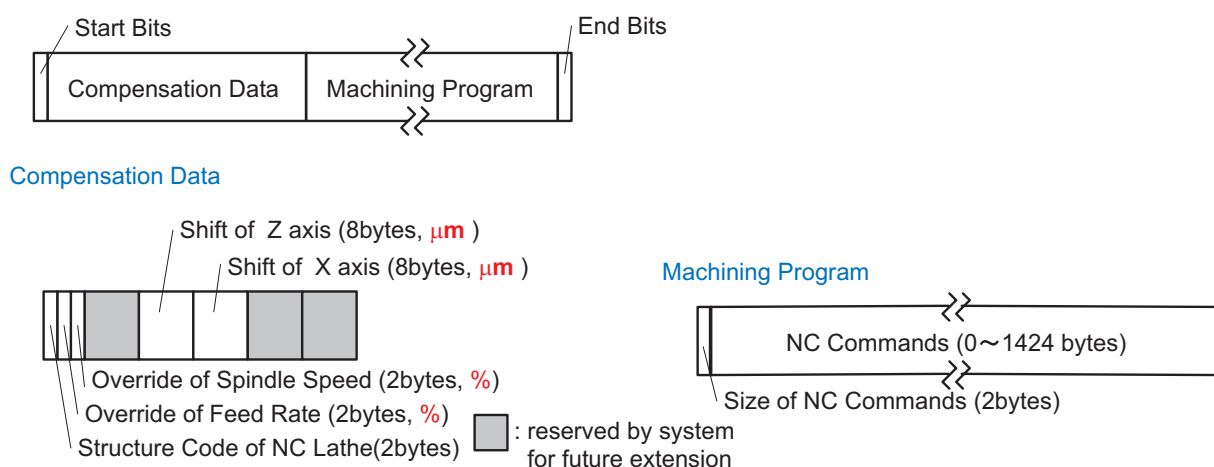 Start Bits
End Bits
Compensation Data
Machining Program
Compensation Data
Shift of Z axis (8bytes, μm )
Shift of X axis (8bytes, μm )
Override of Spindle Speed (2bytes, %)
Override of Feed Rate (2bytes, %)
Structure Code of NC Lathe(2bytes)
: reserved by system
for future extension
Machining Program
NC Commands (0～1424 bytes)
Size of NC Commands (2bytes)